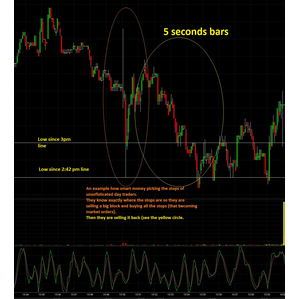 5 seconds bars
Low since 3pm
line
Low since 2:42 pm line
An example how smart money picking the stops of
unsofisticated day traders.
They know exactly where the stops are so they are
selling a big block and buying all the stops (that becoming
market orders).
Then they are selling it back (see the yellow circle.